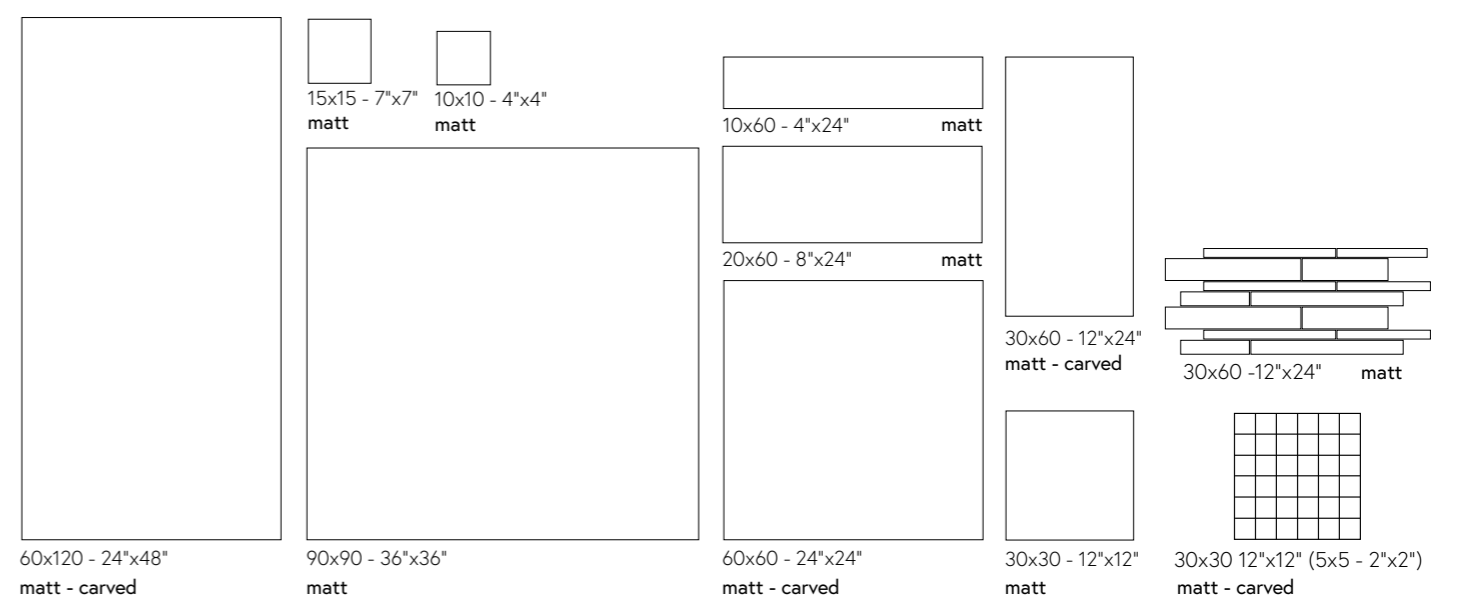 15x15 - 7"x7"
matt
10x10 - 4"x4"
matt
10x60 - 4"x24"
matt
20x60 - 8"x24"
matt
30x60 - 12"x24"
matt - carved
30x60 -12"x24"
matt
60x120 - 24"x48"
matt - carved
90x90 - 36"x36"
matt
60x60 - 24"x24"
matt - carved
30x30 - 12"x12"
matt
30x30 12"x12" (5x5 - 2"x2")
matt - carved